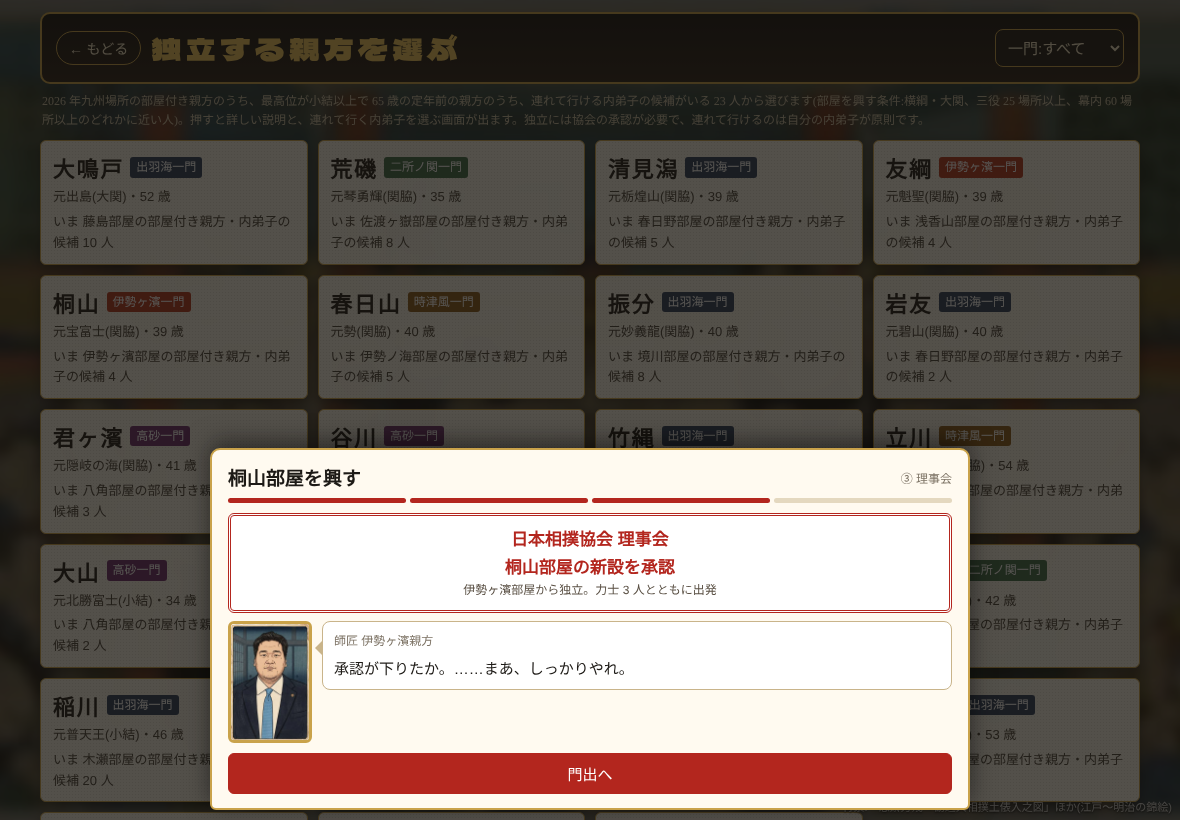 ← もどる
独立する親方を選ぶ
一門:すべて
2026 年九州場所の部屋付き親方のうち、最高位が小結以上で 65 歳の定年前の親方のうち、連れて行ける内弟子の候補がいる 23 人から選びます(部屋を興す条件:横綱・大関、三役 25 場所以上、幕内 60 場
所以上のどれかに近い人)。押すと詳しい説明と、連れて行く内弟子を選ぶ画面が出ます。独立には協会の承認が必要で、連れて行けるのは自分の内弟子が原則です。
大鳴戸 出羽海一門
元出島(大関)・52 歳
いま 藤島部屋の部屋付き親方・内弟子の
候補 10 人
荒磯 二所ノ関一門
元琴勇輝(関脇)・35 歳
いま 佐渡ヶ嶽部屋の部屋付き親方・内弟
子の候補 8 人
清見潟 出羽海一門
元栃煌山(関脇)・39 歳
いま 春日野部屋の部屋付き親方・内弟子
の候補 5 人
友綱 伊勢ヶ濱一門
元魁聖(関脇)・39 歳
いま 浅香山部屋の部屋付き親方・内弟子
の候補 4 人
桐山 伊勢ヶ濱一門
元宝富士(関脇)・39 歳
いま 伊勢ヶ濱部屋の部屋付き親方・内弟
子の候補 4 人
春日山 時津風一門
元勢(関脇)・40 歳
いま 伊勢ノ海部屋の部屋付き親方・内弟
子の候補 5 人
振分 出羽海一門
元妙義龍(関脇)・40 歳
いま 境川部屋の部屋付き親方・内弟子の
候補 8 人
岩友 出羽海一門
元碧山(関脇)・40 歳
いま 春日野部屋の部屋付き親方・内弟子
の候補 2 人
君ヶ濱 高砂一門
元隠岐の海(関脇)・41 歳
いま 八角部屋の部屋付き親
候補 3 人
谷川 高砂一門
竹縄 出羽海一門
立川 時津風一門
脇)・54 歳
部屋の部屋付き親方・内弟子
大山 高砂一門
元北勝富士(小結)・34 歳
いま 八角部屋の部屋付き親
候補 2 人
二所ノ関一門
・42 歳
屋の部屋付き親方・内弟子
稲川 出羽海一門
元普天王(小結)・46 歳
いま 木瀬部屋の部屋付き親
候補 20 人
出羽海一門
・53 歳
屋の部屋付き親方・内弟子
桐山部屋を興す
③ 理事会
日本相撲協会 理事会
桐山部屋の新設を承認
伊勢ヶ濱部屋から独立。力士 3 人とともに出発
師匠 伊勢ヶ濱親方
承認が下りたか。……まあ、しっかりやれ。
門出へ
相撲土俵入之図」ほか(江戸〜明治の錦絵)